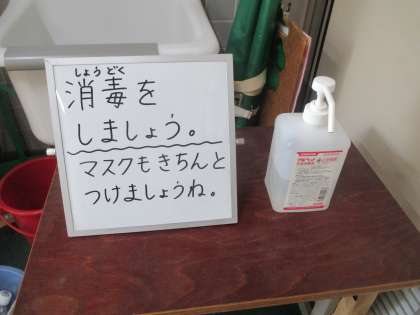 しょうどく
消毒を
しましょう。
マスクもきちんと
つけましょうね。